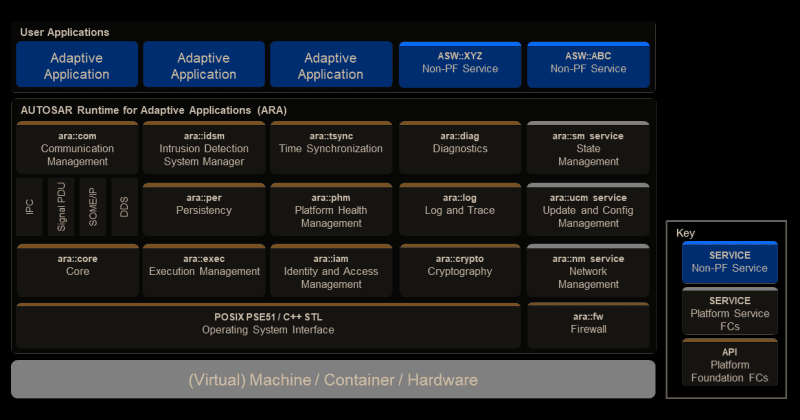 User Applications
Adaptive
Application
Adaptive
Application
Adaptive
Application
ASW::XYZ
Non-PF Service
ASW::ABC
Non-PF Service
AUTOSAR Runtime for Adaptive Applications (ARA)
ara::com
Communication
Management
ara::idsm
Intrusion Detection
System Manager
ara::tsync
Time Synchronization
ara::diag
Diagnostics
ara::sm service
State
Management
IPC
Signal PDU
SOME/IP
DDS
ara::per
Persistency
ara::phm
Platform Health
Management
ara::log
Log and Trace
ara::ucm service
Update and Config
Management
ara::core
Core
ara::exec
Execution Management
ara::iam
Identity and Access
Management
ara::crypto
Cryptography
ara::nm service
Network
Management
POSIX PSE51 / C++ STL
Operating System Interface
ara::fw
Firewall
(Virtual) Machine / Container / Hardware
Key
SERVICE
Non-PF Service
SERVICE
Platform Service
FCs
API
Platform
Foundation FCs